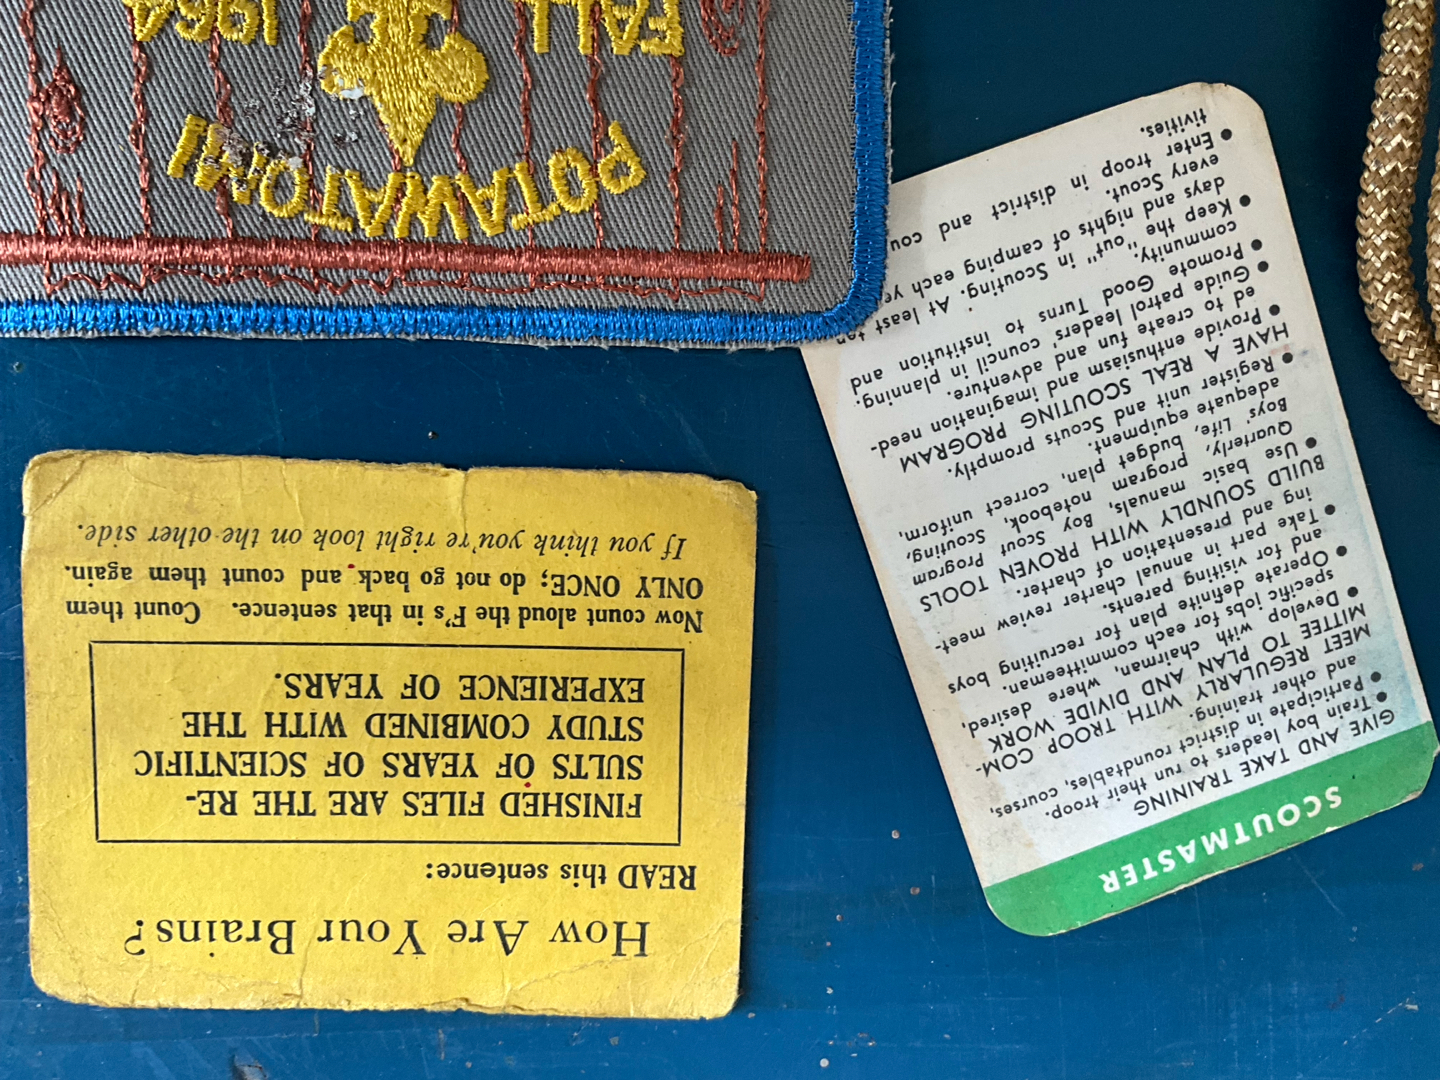 SCOUTMASTER
GIVE AND TAKE TRAINING
• Train boy leaders to run their troop.
• Participate in district roundtables, courses,
and other training.
MEET REGULARLY WITH TROOP COM-
MITTEE TO PLAN AND DIVIDE WORK
• Develop with chairman, where desired,
specific jobs for each committeeman.
• Operate definite plan for recruiting boys
and for visiting parents.
• Take part in annual charter review meet-
ing and presentation of charter.
BUILD SOUNDLY WITH PROVEN TOOLS
• Use basic manuals, Boy Scout Program
Quarterly, program notebook, Scouting,
Boys' Life, budget plan, correct uniform,
adequate equipment.
• Register unit and Scouts promptly.
HAVE A REAL SCOUTING PROGRAM
• Provide enthusiasm and imagination need-
ed to create fun and adventure.
• Guide patrol leaders' council in planning.
• Promote Good Turns to institution and
community.
• Keep the "out" in Scouting. At least ten
days and nights of camping each ye
every Scout.
• Enter troop in district and cou
tivities.
How Are Your Brains?
READ this sentence:
FINISHED FILES ARE THE RE-
SULTS OF YEARS OF SCIENTIFIC
STUDY COMBINED WITH THE
EXPERIENCE OF YEARS.
Now count aloud the F's in that sentence. Count them
ONLY ONCE; do not go back and count them again.
If you think you're right look on the other side.
POTAWATOMI
FALL 1964